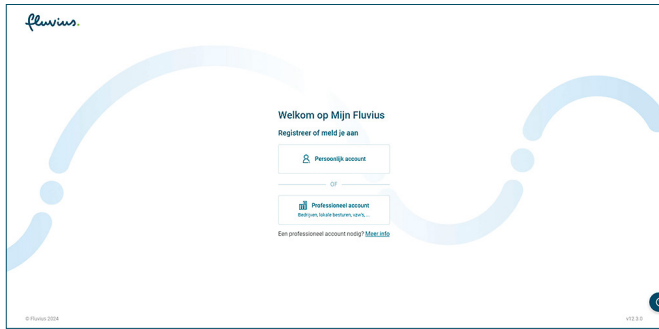 fluvius.
Welkom op Mijn Fluvius
Registreer of meld je aan
Persoonlijk account
OF
Professioneel account
Bedrijven, lokale besturen, vzw's, ...
Een professioneel account nodig? Meer info
© Fluvius 2024
v12.3.0